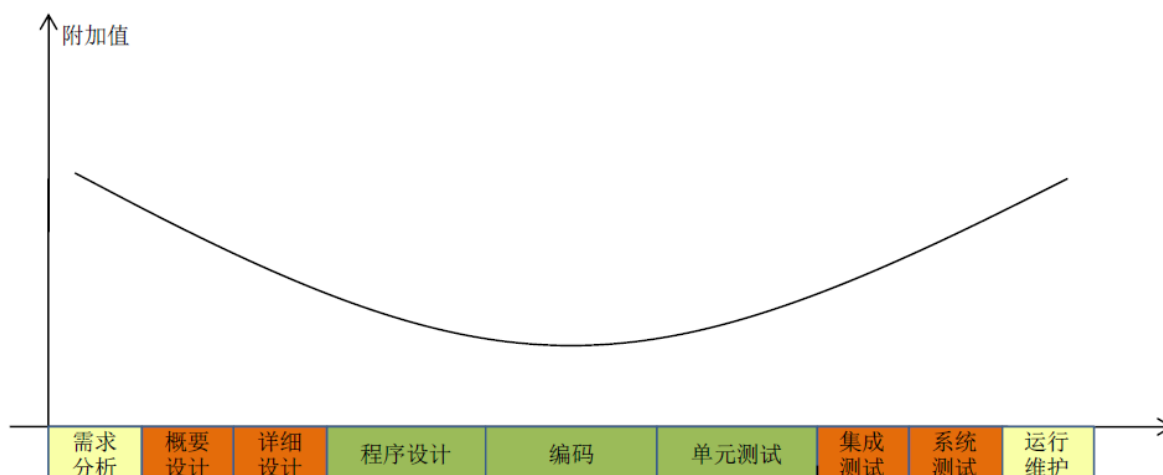 附加值
需求
分析
概要
设计
详细
设计
程序设计
编码
单元测试
集成
测试
系统
测试
运行
维护